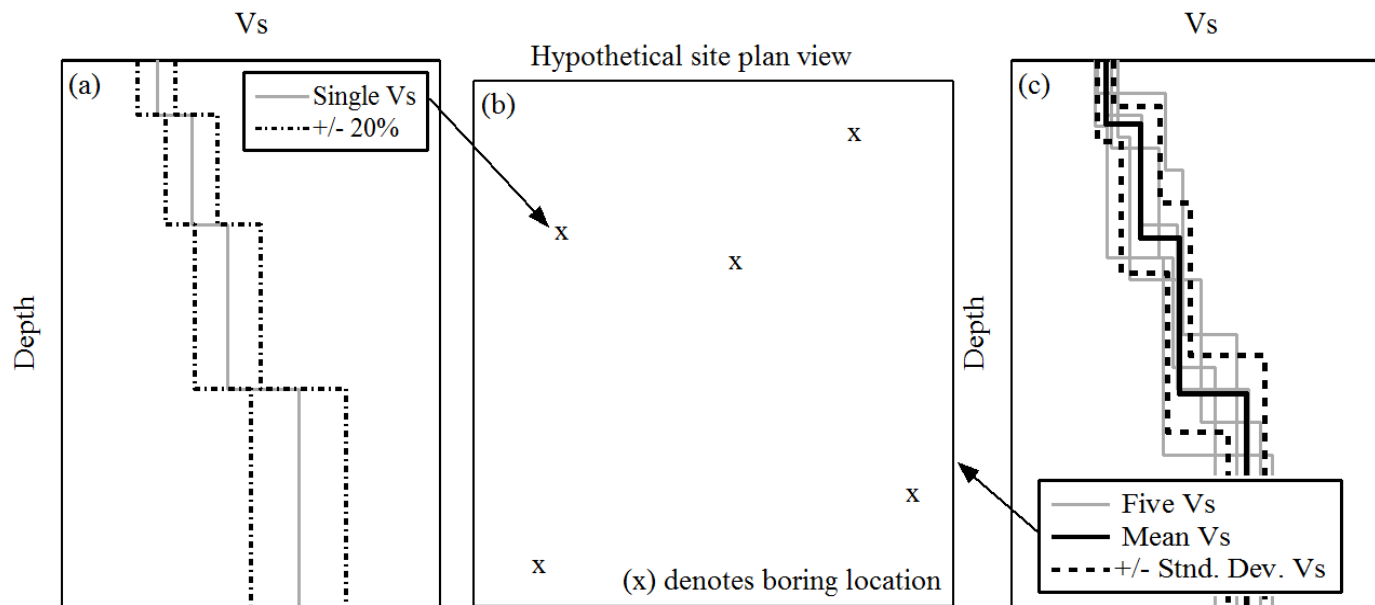 Vs
(a)
Single Vs
+/- 20%
Depth
Hypothetical site plan view
(b)
x
x
x
x
x
(x) denotes boring location
Vs
(c)
Depth
Five Vs
Mean Vs
+/- Stnd. Dev. Vs